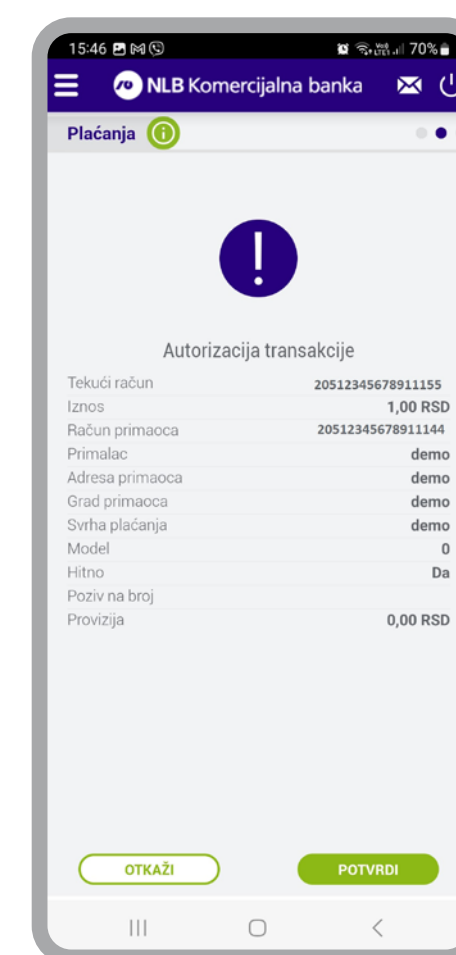 15:46 70%
NLB Komercijalna banka
Plaćanja
Autorizacija transakcije
Tekući račun 20512345678911155
Iznos 1,00 RSD
Račun primaoca 20512345678911144
Primalac demo
Adresa primaoca demo
Grad primaoca demo
Svrha plaćanja demo
Model 0
Hitno Da
Poziv na broj
Provizija 0,00 RSD
OTKAŽI POTVRDI